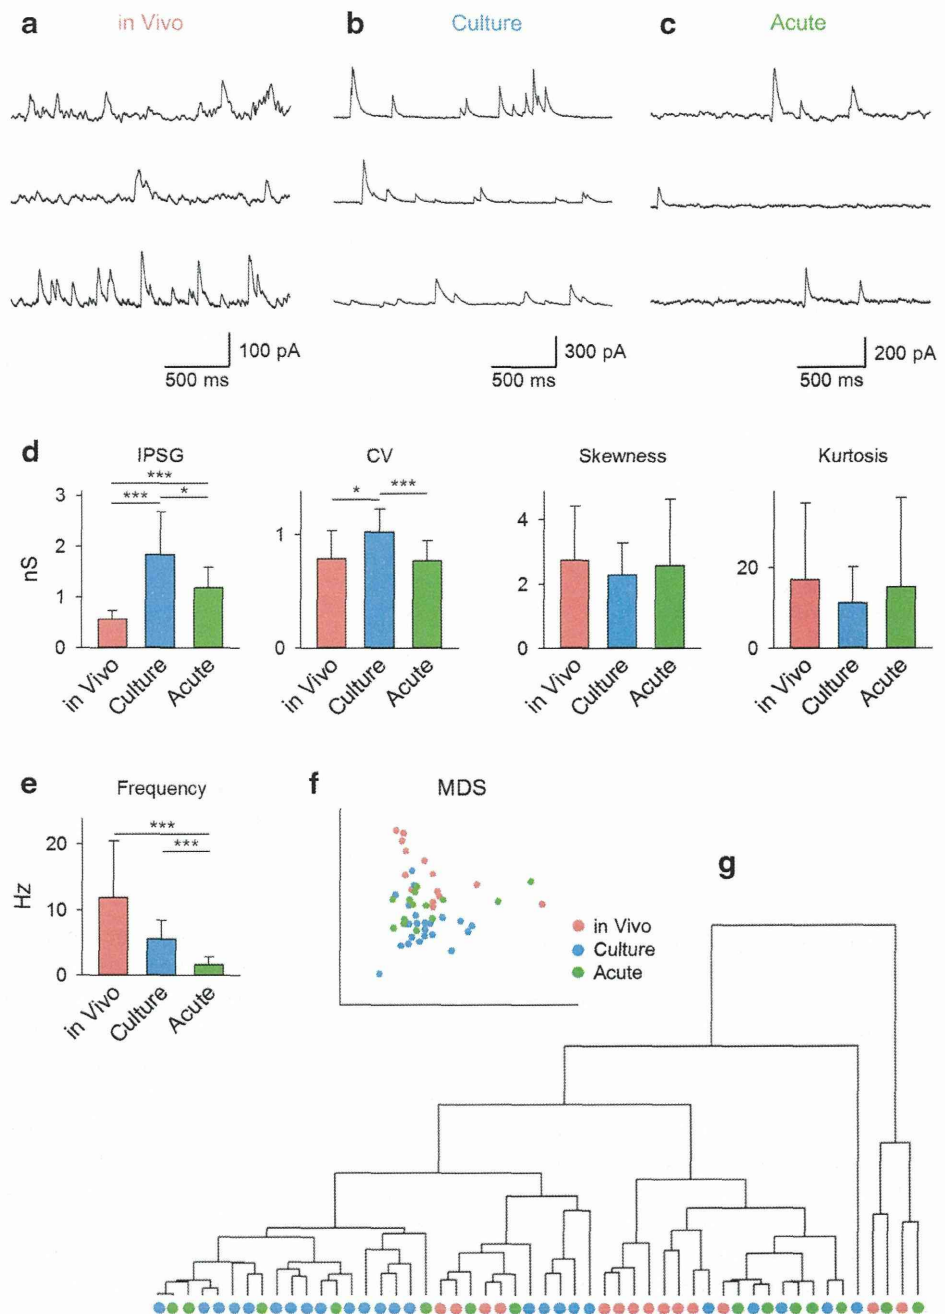 a in Vivo b Culture c Acute
100 pA
500 ms
300 pA
500 ms
200 pA
500 ms
d IPSG CV Skewness Kurtosis
*** * *** * ***
3
2
1
0
nS
in Vivo Culture Acute
1
0
in Vivo Culture Acute
4
2
0
in Vivo Culture Acute
20
0
in Vivo Culture Acute
e Frequency
***
***
20
10
0
Hz
in Vivo Culture Acute
f MDS
in Vivo
Culture
Acute
g